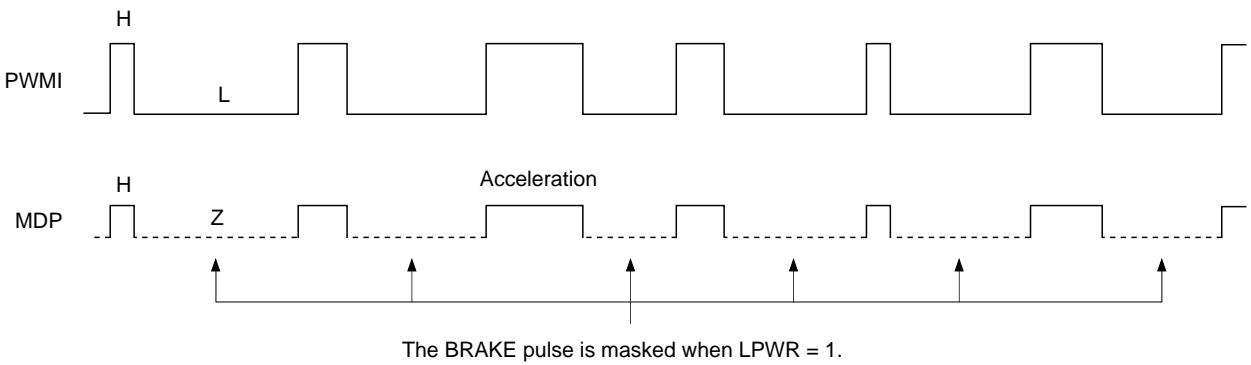 H
PWMI
L
H
Acceleration
MDP
Z
The BRAKE pulse is masked when LPWR = 1.